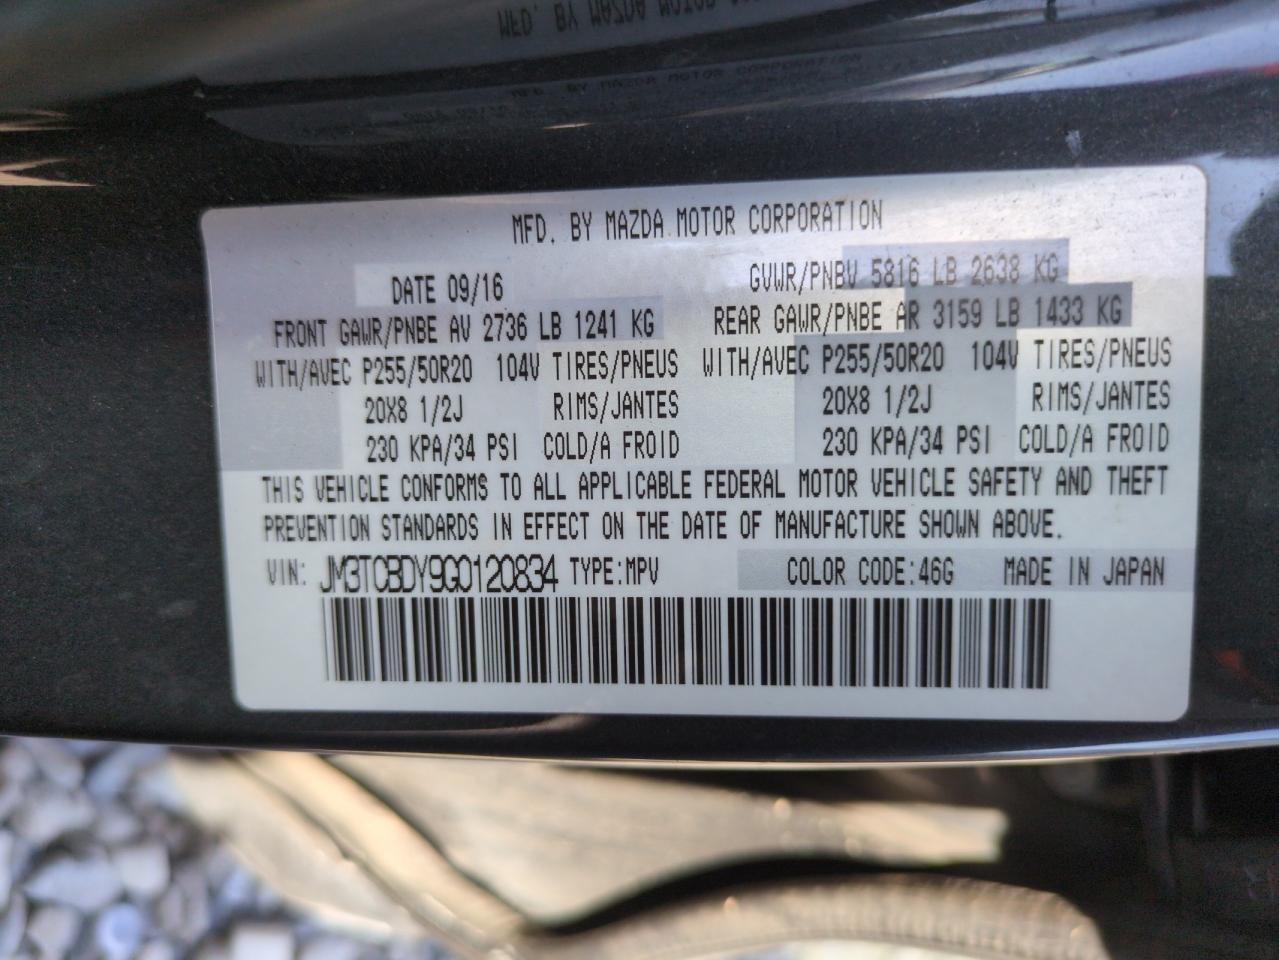 MFD. BY MAZDA MOTOR CORPORATION
DATE 09/16 GVWR/PNBV 5816 LB 2638 KG
FRONT GAWR/PNBE AV 2736 LB 1241 KG REAR GAWR/PNBE AR 3159 LB 1433 KG
WITH/AVEC P255/50R20 104V TIRES/PNEUS WITH/AVEC P255/50R20 104V TIRES/PNEUS
20X8 1/2J RIMS/JANTES 20X8 1/2J RIMS/JANTES
230 KPA/34 PSI COLD/A FROID 230 KPA/34 PSI COLD/A FROID
THIS VEHICLE CONFORMS TO ALL APPLICABLE FEDERAL MOTOR VEHICLE SAFETY AND THEFT
PREVENTION STANDARDS IN EFFECT ON THE DATE OF MANUFACTURE SHOWN ABOVE.
VIN: JM3TCBDY9G0120834 TYPE:MPV COLOR CODE:46G MADE IN JAPAN